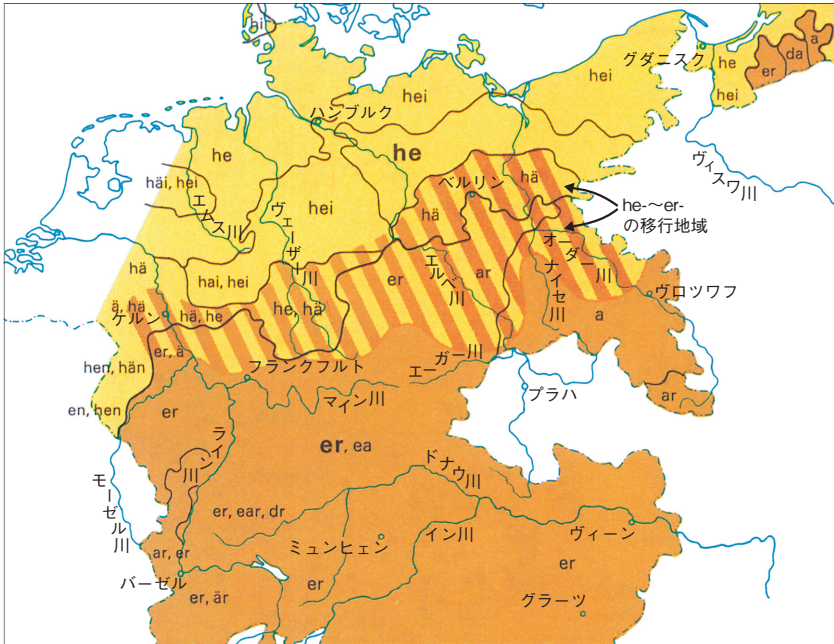 hi
hei
hei
グダニスク
he
hei
er
da
a
ハンブルク
he
he
häi, hei
エムス川
ヴェーザー川
hei
ベルリン
hä
hä
he-～er-
の移行地域
ヴィスワ川
hä
hai, hei
er
エルベ川
ar
オーダー川
ナイセ川
ヴロツワフ
ä, hä
ケルン
hä, he
he, hä
a
er, ä
hen, hän
フランクフルト
エーガー川
プラハ
ar
en, hen
er
マイン川
ライン川
er, ea
ドナウ川
モーゼル川
er, ear, dr
ミュンヒェン
イン川
ヴィーン
ar, er
バーゼル
er
er
er, är
グラーツ